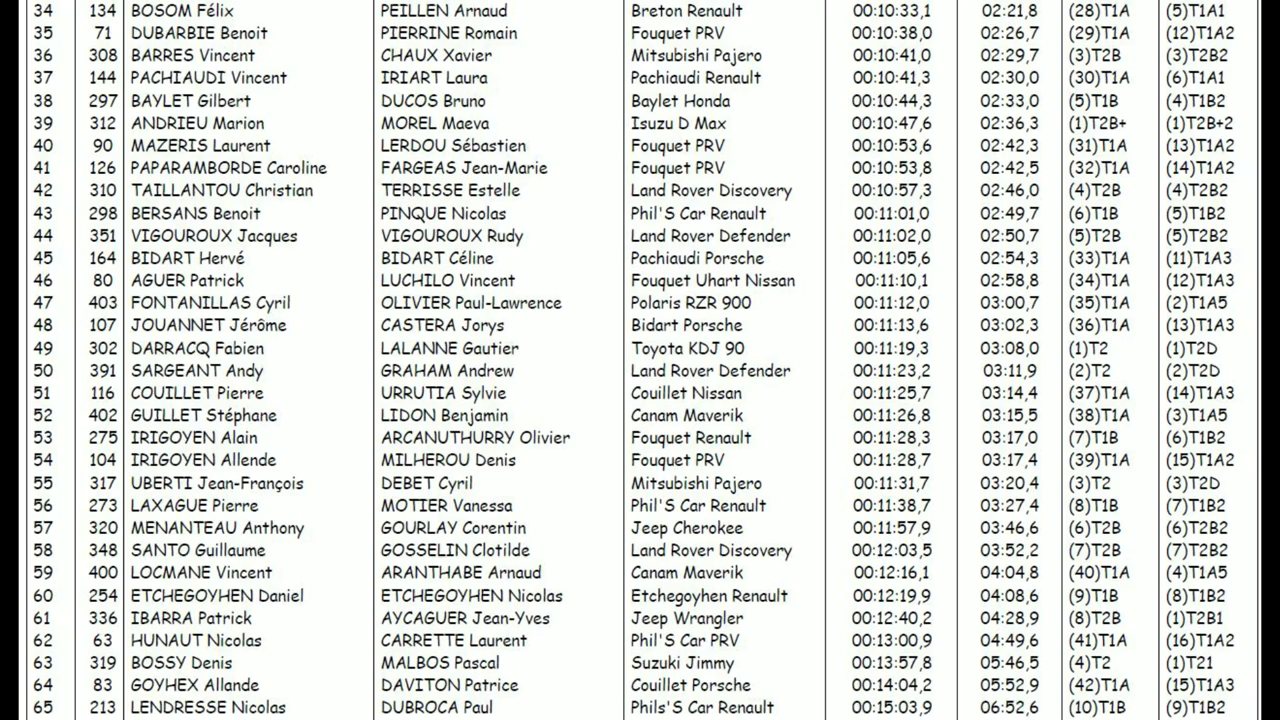 34 134 BOSOM Félix PEILLEN Arnaud Breton Renault 00:10:33,1 02:21,8 (28)T1A (5)T1A1
35 71 DUBARBIE Benoit PIERRINE Romain Fouquet PRV 00:10:38,0 02:26,7 (29)T1A (12)T1A2
36 308 BARRES Vincent CHAUX Xavier Mitsubishi Pajero 00:10:41,0 02:29,7 (3)T2B (3)T2B2
37 144 PACHIAUDI Vincent IRIART Laura Pachiaudi Renault 00:10:41,3 02:30,0 (30)T1A (6)T1A1
38 297 BAYLET Gilbert DUCOS Bruno Baylet Honda 00:10:44,3 02:33,0 (5)T1B (4)T1B2
39 312 ANDRIEU Marion MOREL Maeva Isuzu D Max 00:10:47,6 02:36,3 (1)T2B+ (1)T2B+2
40 90 MAZERIS Laurent LERDOU Sébastien Fouquet PRV 00:10:53,6 02:42,3 (31)T1A (13)T1A2
41 126 PAPARAMBORDE Caroline FARGEAS Jean-Marie Fouquet PRV 00:10:53,8 02:42,5 (32)T1A (14)T1A2
42 310 TAILLANTOU Christian TERRISSE Estelle Land Rover Discovery 00:10:57,3 02:46,0 (4)T2B (4)T2B2
43 298 BERSANS Benoit PINQUE Nicolas Phil'S Car Renault 00:11:01,0 02:49,7 (6)T1B (5)T1B2
44 351 VIGOUROUX Jacques VIGOUROUX Rudy Land Rover Defender 00:11:02,0 02:50,7 (5)T2B (5)T2B2
45 164 BIDART Hervé BIDART Céline Pachiaudi Porsche 00:11:05,6 02:54,3 (33)T1A (11)T1A3
46 80 AGUER Patrick LUCHILO Vincent Fouquet Uhart Nissan 00:11:10,1 02:58,8 (34)T1A (12)T1A3
47 403 FONTANILLAS Cyril OLIVIER Paul-Lawrence Polaris RZR 900 00:11:12,0 03:00,7 (35)T1A (2)T1A5
48 107 JOUANNET Jérôme CASTERA Jorys Bidart Porsche 00:11:13,6 03:02,3 (36)T1A (13)T1A3
49 302 DARRACQ Fabien LALANNE Gautier Toyota KDJ 90 00:11:19,3 03:08,0 (1)T2 (1)T2D
50 391 SARGEANT Andy GRAHAM Andrew Land Rover Defender 00:11:23,2 03:11,9 (2)T2 (2)T2D
51 116 COUILLET Pierre URRUTIA Sylvie Couillet Nissan 00:11:25,7 03:14,4 (37)T1A (14)T1A3
52 402 GUILLET Stéphane LIDON Benjamin Canam Maverik 00:11:26,8 03:15,5 (38)T1A (3)T1A5
53 275 IRIGOYEN Alain ARCANUTHURRY Olivier Fouquet Renault 00:11:28,3 03:17,0 (7)T1B (6)T1B2
54 104 IRIGOYEN Allende MILHEROU Denis Fouquet PRV 00:11:28,7 03:17,4 (39)T1A (15)T1A2
55 317 UBERTI Jean-François DEBET Cyril Mitsubishi Pajero 00:11:31,7 03:20,4 (3)T2 (3)T2D
56 273 LAXAGUE Pierre MOTIER Vanessa Phil'S Car Renault 00:11:38,7 03:27,4 (8)T1B (7)T1B2
57 320 MENANTEAU Anthony GOURLAY Corentin Jeep Cherokee 00:11:57,9 03:46,6 (6)T2B (6)T2B2
58 348 SANTO Guillaume GOSSELIN Clotilde Land Rover Discovery 00:12:03,5 03:52,2 (7)T2B (7)T2B2
59 400 LOCMANE Vincent ARANTHABE Arnaud Canam Maverik 00:12:16,1 04:04,8 (40)T1A (4)T1A5
60 254 ETCHEGOYHEN Daniel ETCHEGOYHEN Nicolas Etchegoyhen Renault 00:12:19,9 04:08,6 (9)T1B (8)T1B2
61 336 IBARRA Patrick AYCAGUER Jean-Yves Jeep Wrangler 00:12:40,2 04:28,9 (8)T2B (1)T2B1
62 63 HUNAUT Nicolas CARRETTE Laurent Phil'S Car PRV 00:13:00,9 04:49,6 (41)T1A (16)T1A2
63 319 BOSSY Denis MALBOS Pascal Suzuki Jimmy 00:13:57,8 05:46,5 (4)T2 (1)T21
64 83 GOYHEX Allande DAVITON Patrice Couillet Porsche 00:14:04,2 05:52,9 (42)T1A (15)T1A3
65 213 LENDRESSE Nicolas DUBROCA Paul Phils'S Car Renault 00:15:03,9 06:52,6 (10)T1B (9)T1B2